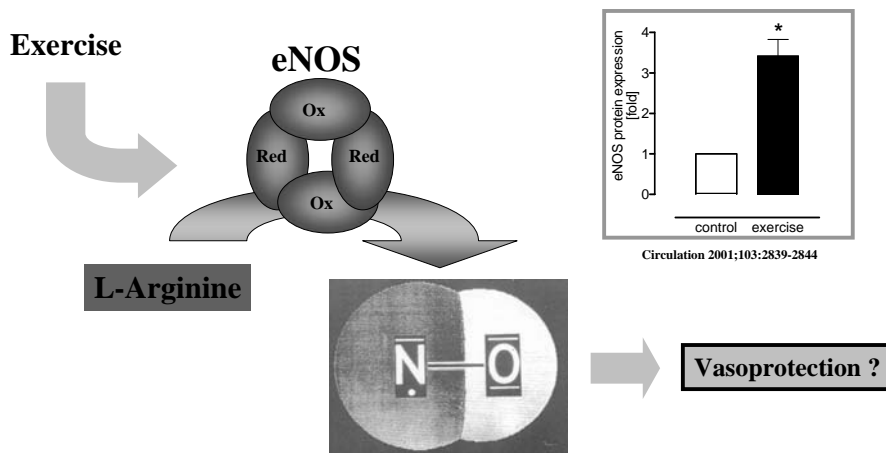 Exercise
eNOS
Ox
Red
Red
Ox
L-Arginine
N
O
Vasoprotection ?
eNOS protein expression
[fold]
4
3
2
1
0
*
control
exercise
Circulation 2001;103:2839-2844